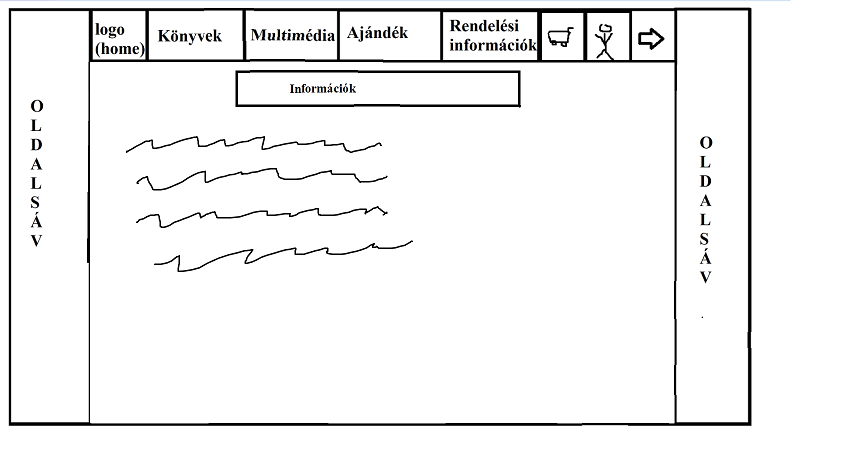 logo
(home)
Könyvek
Multimédia
Ajándék
Rendelési
információk
Információk
O
L
D
A
L
S
Á
V
O
L
D
A
L
S
Á
V